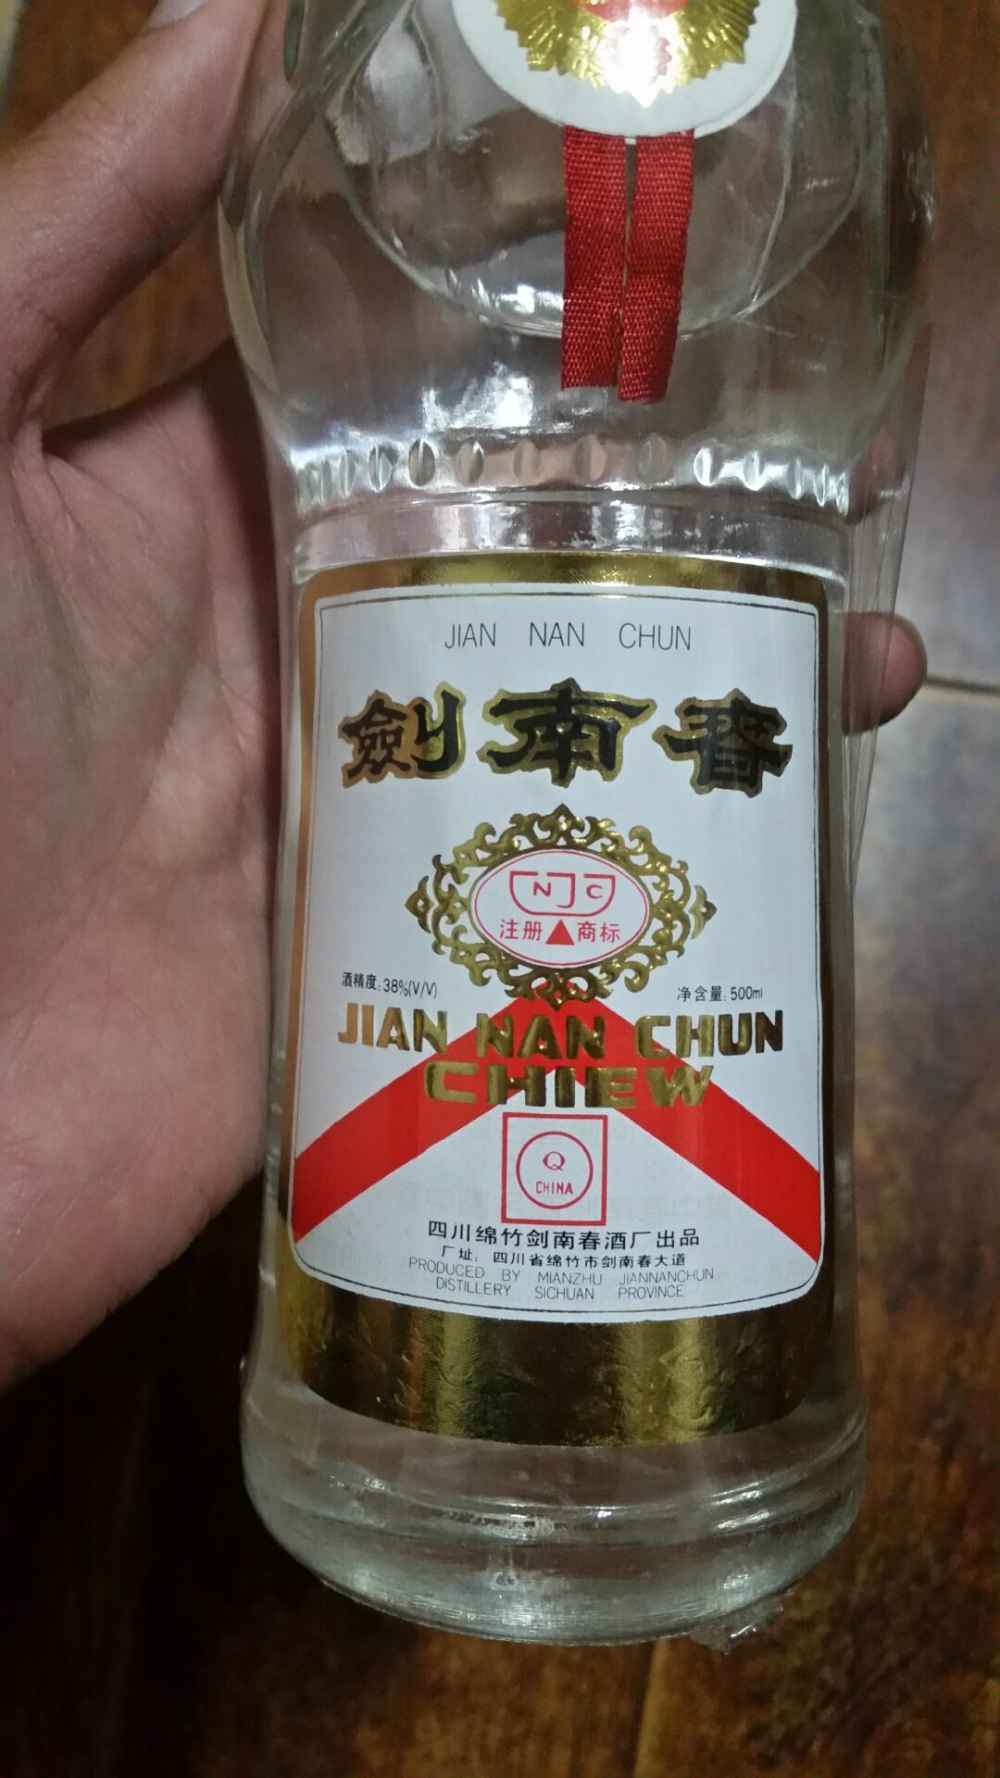 JIAN NAN CHUN
劍南春
NJC
注册 商标
酒精度:38%(V/V)
净含量:500ml
JIAN NAN CHUN
CHIEW
Q
CHINA
四川绵竹剑南春酒厂出品
厂址:四川省绵竹市剑南春大道
PRODUCED BY MIANZHU JIANNANCHUN
DISTILLERY SICHUAN PROVINCE